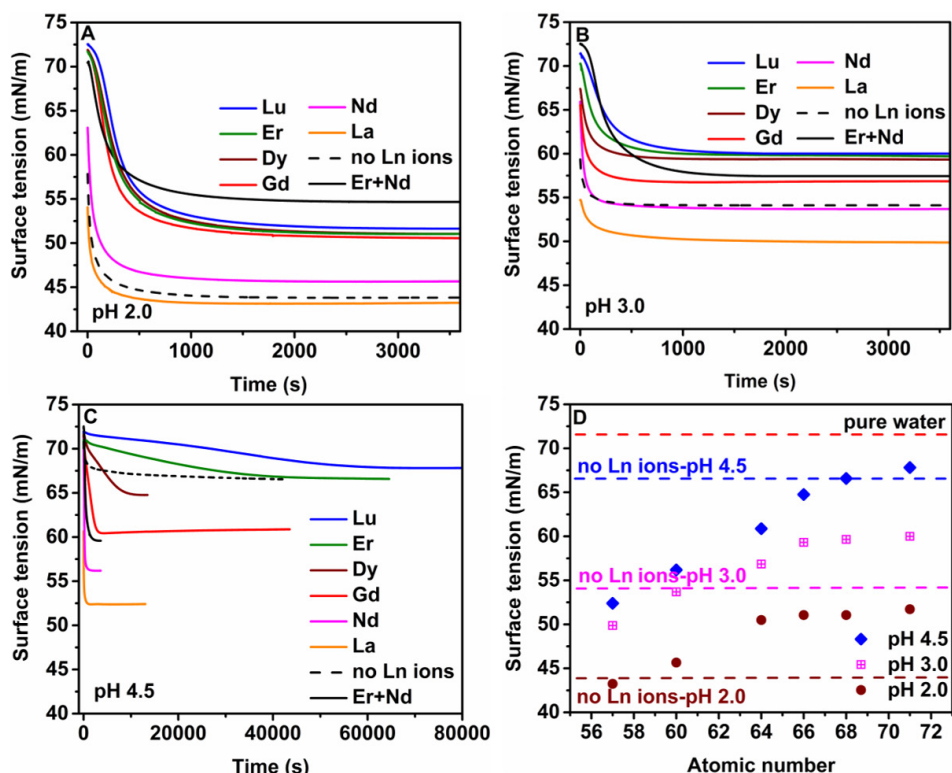 A
Surface tension (mN/m)
75
70
65
60
55
50
45
40
Lu
Er
Dy
Gd
Nd
La
no Ln ions
Er+Nd
pH 2.0
0
1000
2000
3000
Time (s)
B
Surface tension (mN/m)
75
70
65
60
55
50
45
40
Lu
Er
Dy
Gd
Nd
La
no Ln ions
Er+Nd
pH 3.0
0
1000
2000
3000
Time (s)
C
Surface tension (mN/m)
75
70
65
60
55
50
45
40
Lu
Er
Dy
Gd
Nd
La
no Ln ions
Er+Nd
pH 4.5
0
20000
40000
60000
80000
Time (s)
D
Surface tension (mN/m)
75
70
65
60
55
50
45
40
pure water
no Ln ions-pH 4.5
no Ln ions-pH 3.0
no Ln ions-pH 2.0
pH 4.5
pH 3.0
pH 2.0
56
58
60
62
64
66
68
70
72
Atomic number